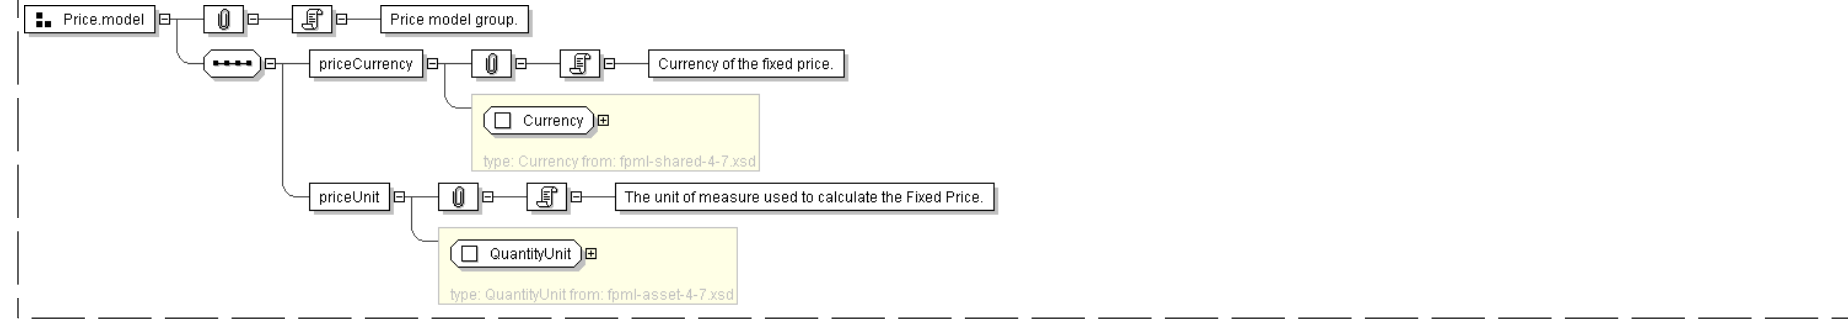 Price.model
Price model group.
priceCurrency
Currency of the fixed price.
Currency
type: Currency from: fpml-shared-4-7.xsd
priceUnit
The unit of measure used to calculate the Fixed Price.
QuantityUnit
type: QuantityUnit from: fpml-asset-4-7.xsd